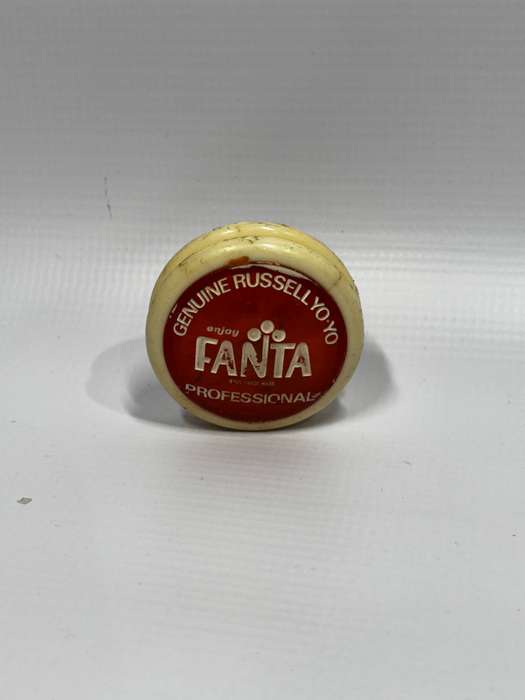 GENUINE RUSSELL YO-YO
enjoy
FANTA
PROFESSIONAL